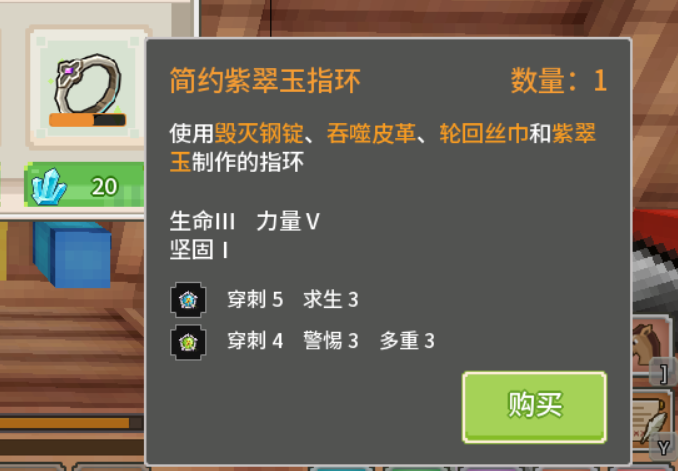 简约紫翠玉指环 数量：1
使用毁灭钢锭、吞噬皮革、轮回丝巾和紫翠
玉制作的指环
20
生命III 力量V
坚固I
穿刺5 求生3
穿刺4 警惕3 多重3
购买
]
Y